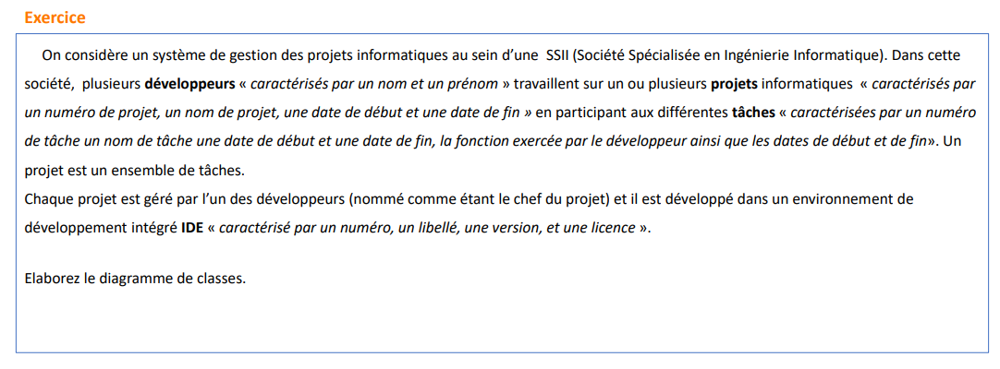 Exercice
On considère un système de gestion des projets informatiques au sein d’une SSII (Société Spécialisée en Ingénierie Informatique). Dans cette
société, plusieurs développeurs « caractérisés par un nom et un prénom » travaillent sur un ou plusieurs projets informatiques « caractérisés par
un numéro de projet, un nom de projet, une date de début et une date de fin » en participant aux différentes tâches « caractérisées par un numéro
de tâche un nom de tâche une date de début et une date de fin, la fonction exercée par le développeur ainsi que les dates de début et de fin». Un
projet est un ensemble de tâches.
Chaque projet est géré par l’un des développeurs (nommé comme étant le chef du projet) et il est développé dans un environnement de
développement intégré IDE « caractérisé par un numéro, un libellé, une version, et une licence ».
Elaborez le diagramme de classes.